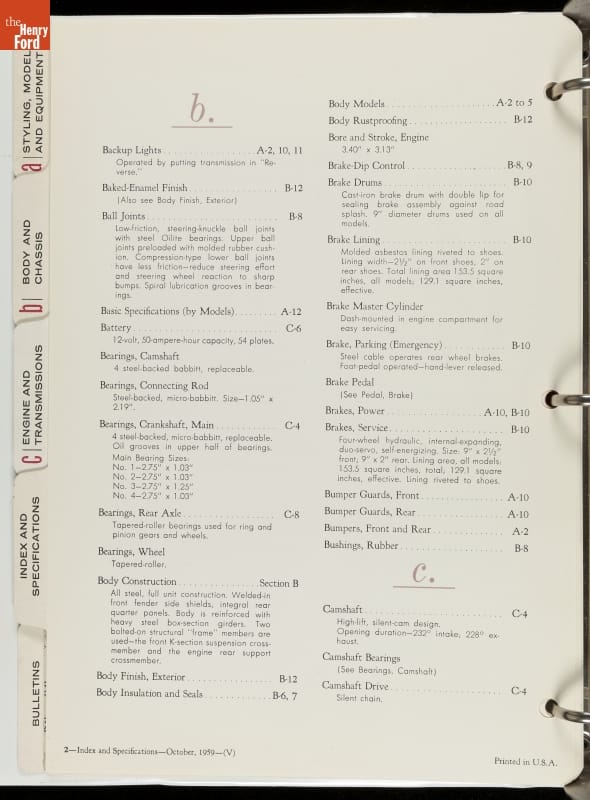 the
Henry
Ford
a STYLING, MODEL
AND EQUIPMENT
b BODY AND
CHASSIS
c ENGINE AND
TRANSMISSIONS
INDEX AND
SPECIFICATIONS
BULLETINS
b.
Backup Lights . . . . . . . . . . . . . . . . A-2, 10, 11
Operated by putting transmission in "Re-
verse."
Baked-Enamel Finish . . . . . . . . . . . . . . . . B-12
(Also see Body Finish, Exterior)
Ball Joints . . . . . . . . . . . . . . . . B-8
Low-friction, steering-knuckle ball joints
with steel Oilite bearings. Upper ball
joints preloaded with molded rubber cush-
ion. Compression-type lower ball joints
have less friction—reduce steering effort
and steering wheel reaction to sharp
bumps. Spiral lubrication grooves in bear-
ings.
Basic Specifications (by Models) . . . . . . . . A-12
Battery . . . . . . . . . . . . . . . . C-6
12-volt, 50-ampere-hour capacity, 54 plates.
Bearings, Camshaft
4 steel-backed babbitt, replaceable.
Bearings, Connecting Rod
Steel-backed, micro-babbitt. Size—1.05" x
2.19".
Bearings, Crankshaft, Main . . . . . . . . . . . . C-4
4 steel-backed, micro-babbitt, replaceable.
Oil grooves in upper half of bearings.
Main Bearing Sizes:
No. 1—2.75" x 1.03"
No. 2—2.75" x 1.03"
No. 3—2.75" x 1.25"
No. 4—2.75" x 1.03"
Bearings, Rear Axle . . . . . . . . . . . . . . . . C-8
Tapered-roller bearings used for ring and
pinion gears and wheels.
Bearings, Wheel
Tapered-roller.
Body Construction . . . . . . . . . . . . . . . . Section B
All steel, full unit construction. Welded-in
front fender side shields, integral rear
quarter panels. Body is reinforced with
heavy steel box-section girders. Two
bolted-on structural "frame" members are
used—the front K-section suspension cross-
member and the engine rear support
crossmember.
Body Finish, Exterior . . . . . . . . . . . . . . . . B-12
Body Insulation and Seals . . . . . . . . . . . . B-6, 7
Body Models . . . . . . . . . . . . . . . . A-2 to 5
Body Rustproofing . . . . . . . . . . . . . . . . B-12
Bore and Stroke, Engine
3.40" x 3.13"
Brake-Dip Control . . . . . . . . . . . . . . . . B-8, 9
Brake Drums . . . . . . . . . . . . . . . . B-10
Cast-iron brake drum with double lip for
sealing brake assembly against road
splash. 9" diameter drums used on all
models.
Brake Lining . . . . . . . . . . . . . . . . B-10
Molded asbestos lining riveted to shoes.
Lining width—2½" on front shoes, 2" on
rear shoes. Total lining area 153.5 square
inches, all models; 129.1 square inches,
effective.
Brake Master Cylinder
Dash-mounted in engine compartment for
easy servicing.
Brake, Parking (Emergency) . . . . . . . . . . . . B-10
Steel cable operates rear wheel brakes.
Foot-pedal operated—hand-lever released.
Brake Pedal
(See Pedal, Brake)
Brakes, Power . . . . . . . . . . . . . . . . A-10, B-10
Brakes, Service . . . . . . . . . . . . . . . . B-10
Four-wheel hydraulic, internal-expanding,
duo-servo, self-energizing. Size: 9" x 2½"
front; 9" x 2" rear. Lining area, all models:
153.5 square inches, total; 129.1 square
inches, effective. Lining riveted to shoes.
Bumper Guards, Front . . . . . . . . . . . . . . . . A-10
Bumper Guards, Rear . . . . . . . . . . . . . . . . A-10
Bumpers, Front and Rear . . . . . . . . . . . . . . A-2
Bushings, Rubber . . . . . . . . . . . . . . . . B-8
c.
Camshaft . . . . . . . . . . . . . . . . C-4
High-lift, silent-cam design.
Opening duration—232° intake; 228° ex-
haust.
Camshaft Bearings
(See Bearings, Camshaft)
Camshaft Drive . . . . . . . . . . . . . . . . C-4
Silent chain.
2—Index and Specifications—October, 1959—(V)
Printed in U.S.A.